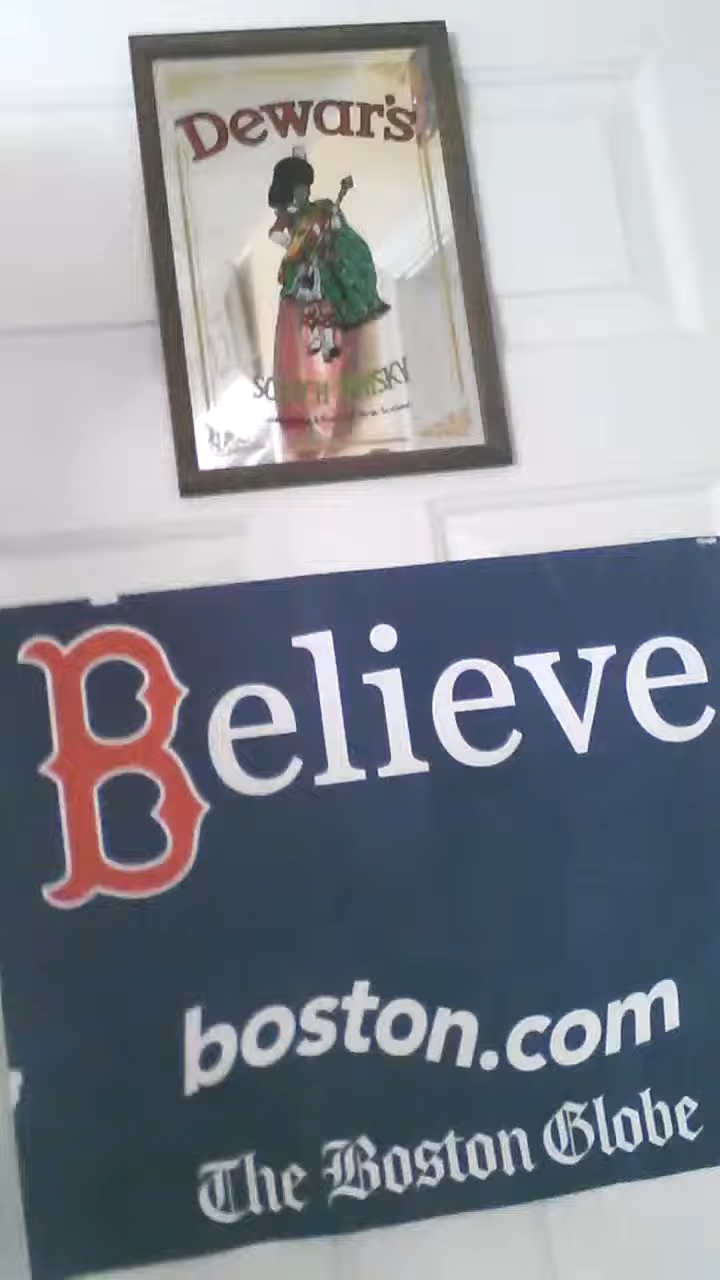 Dewar's
SCOTCH WHISKY
Believe
boston.com
The Boston Globe